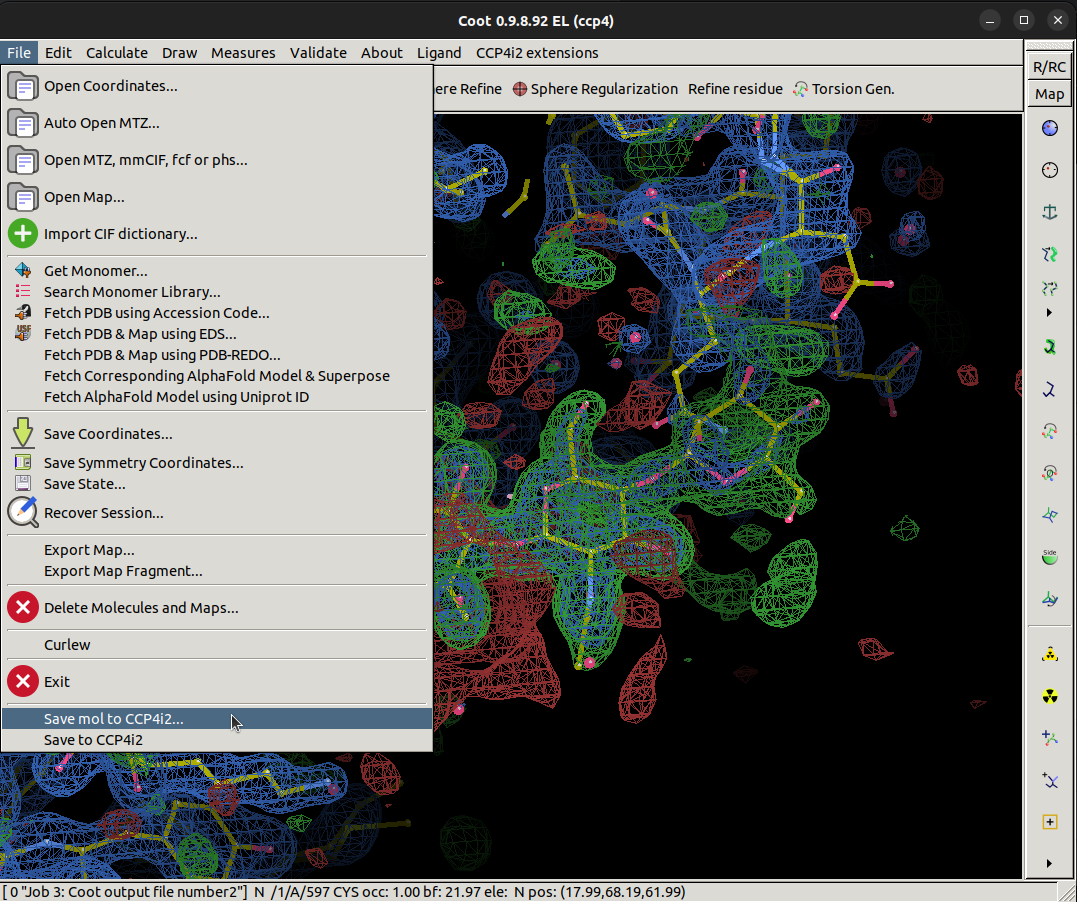 Coot 0.9.8.92 EL (ccp4)
File Edit Calculate Draw Measures Validate About Ligand CCP4i2 extensions
R/RC
Map
ere Refine Sphere Regularization Refine residue Torsion Gen.
Open Coordinates...
Auto Open MTZ...
Open MTZ, mmCIF, fcf or phs...
Open Map...
Import CIF dictionary...
Get Monomer...
Search Monomer Library...
Fetch PDB using Accession Code...
Fetch PDB & Map using EDS...
Fetch PDB & Map using PDB-REDO...
Fetch Corresponding AlphaFold Model & Superpose
Fetch AlphaFold Model using Uniprot ID
Save Coordinates...
Save Symmetry Coordinates...
Save State...
Recover Session...
Export Map...
Export Map Fragment...
Delete Molecules and Maps...
Curlew
Exit
Save mol to CCP4i2...
Save to CCP4i2
Side
[ 0 "Job 3: Coot output file number2"] N /1/A/597 CYS occ: 1.00 bf: 21.97 ele: N pos: (17.99,68.19,61.99)